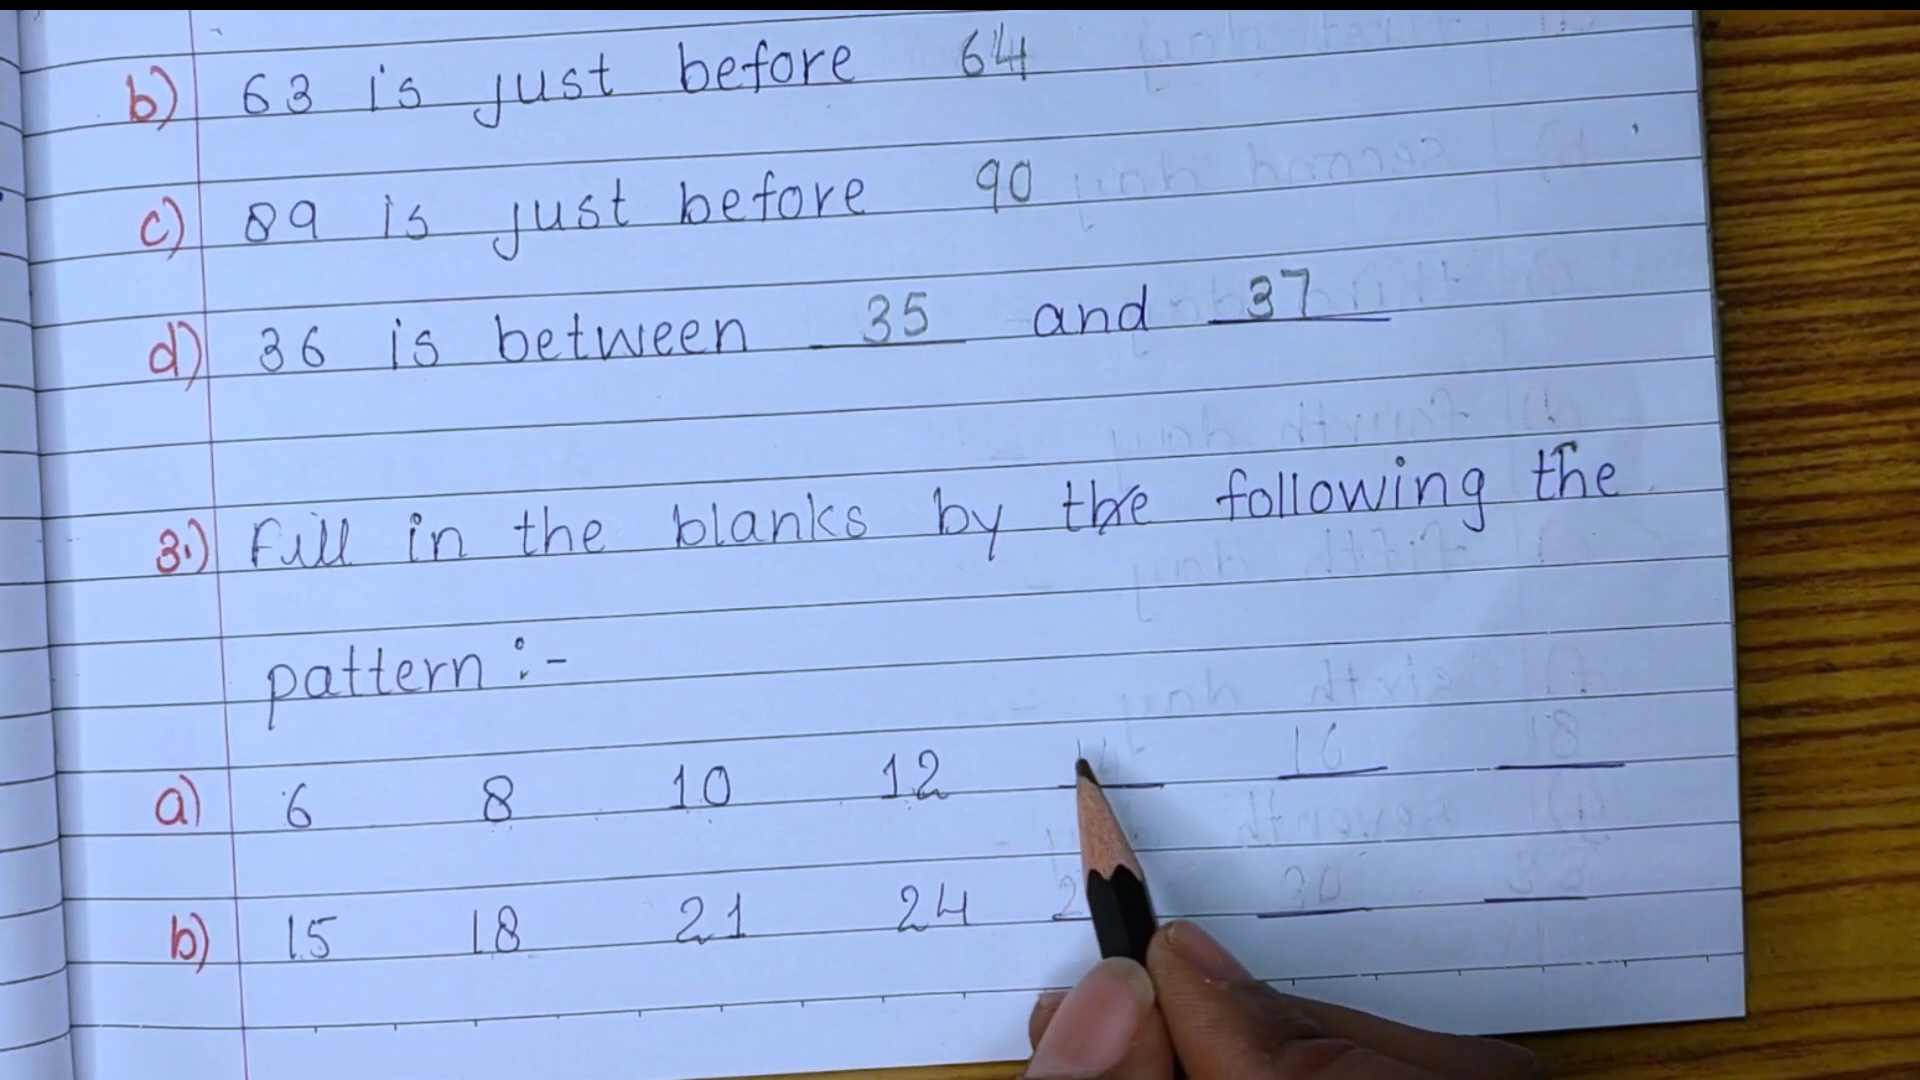 b) 63 is just before 64
c) 89 is just before 90
d) 36 is between 35 and 37
3.) Fill in the blanks by the following the
pattern :-
a) 6 8 10 12 14 16 18
b) 15 18 21 24 30 33